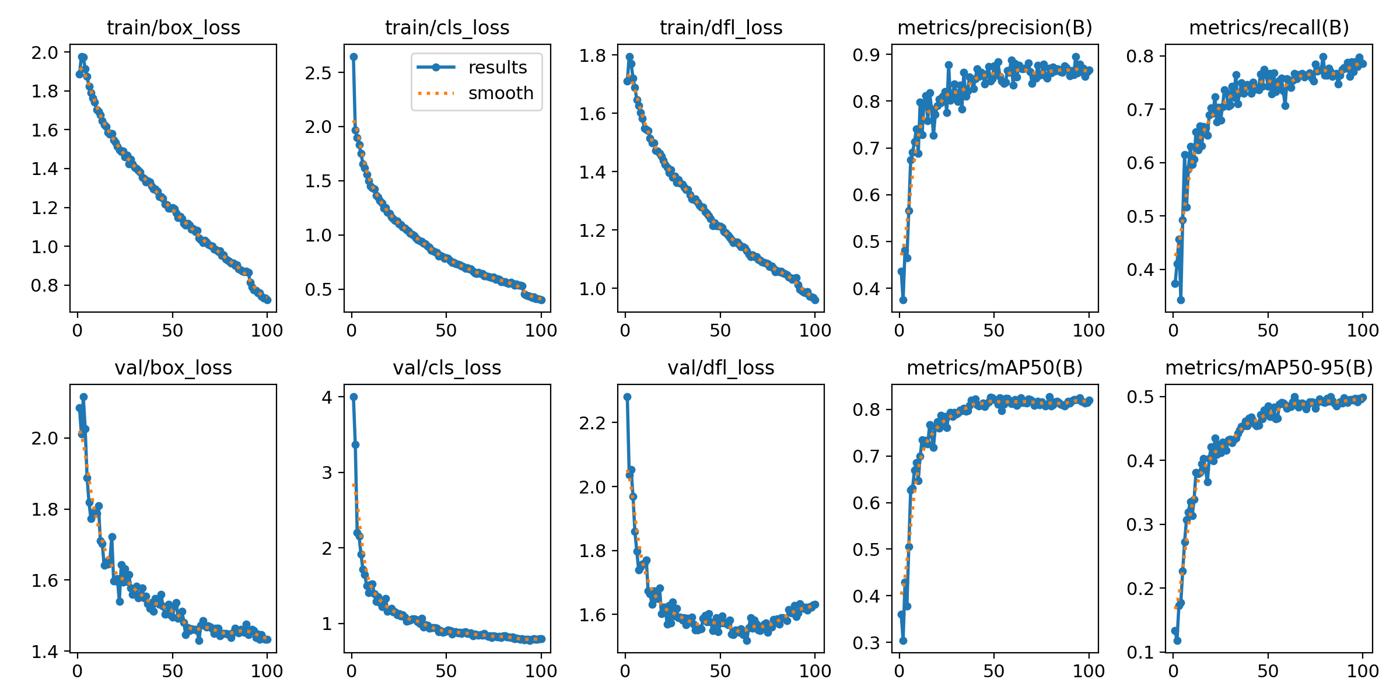 train/box_loss
train/cls_loss
train/dfl_loss
metrics/precision(B)
metrics/recall(B)
2.0
1.8
1.6
1.4
1.2
1.0
0.8
0 50 100
2.5
2.0
1.5
1.0
0.5
results
smooth
0 50 100
1.8
1.6
1.4
1.2
1.0
0 50 100
0.9
0.8
0.7
0.6
0.5
0.4
0 50 100
0.8
0.7
0.6
0.5
0.4
0 50 100
val/box_loss
val/cls_loss
val/dfl_loss
metrics/mAP50(B)
metrics/mAP50-95(B)
2.0
1.8
1.6
1.4
0 50 100
4
3
2
1
0 50 100
2.2
2.0
1.8
1.6
0 50 100
0.8
0.7
0.6
0.5
0.4
0.3
0 50 100
0.5
0.4
0.3
0.2
0.1
0 50 100